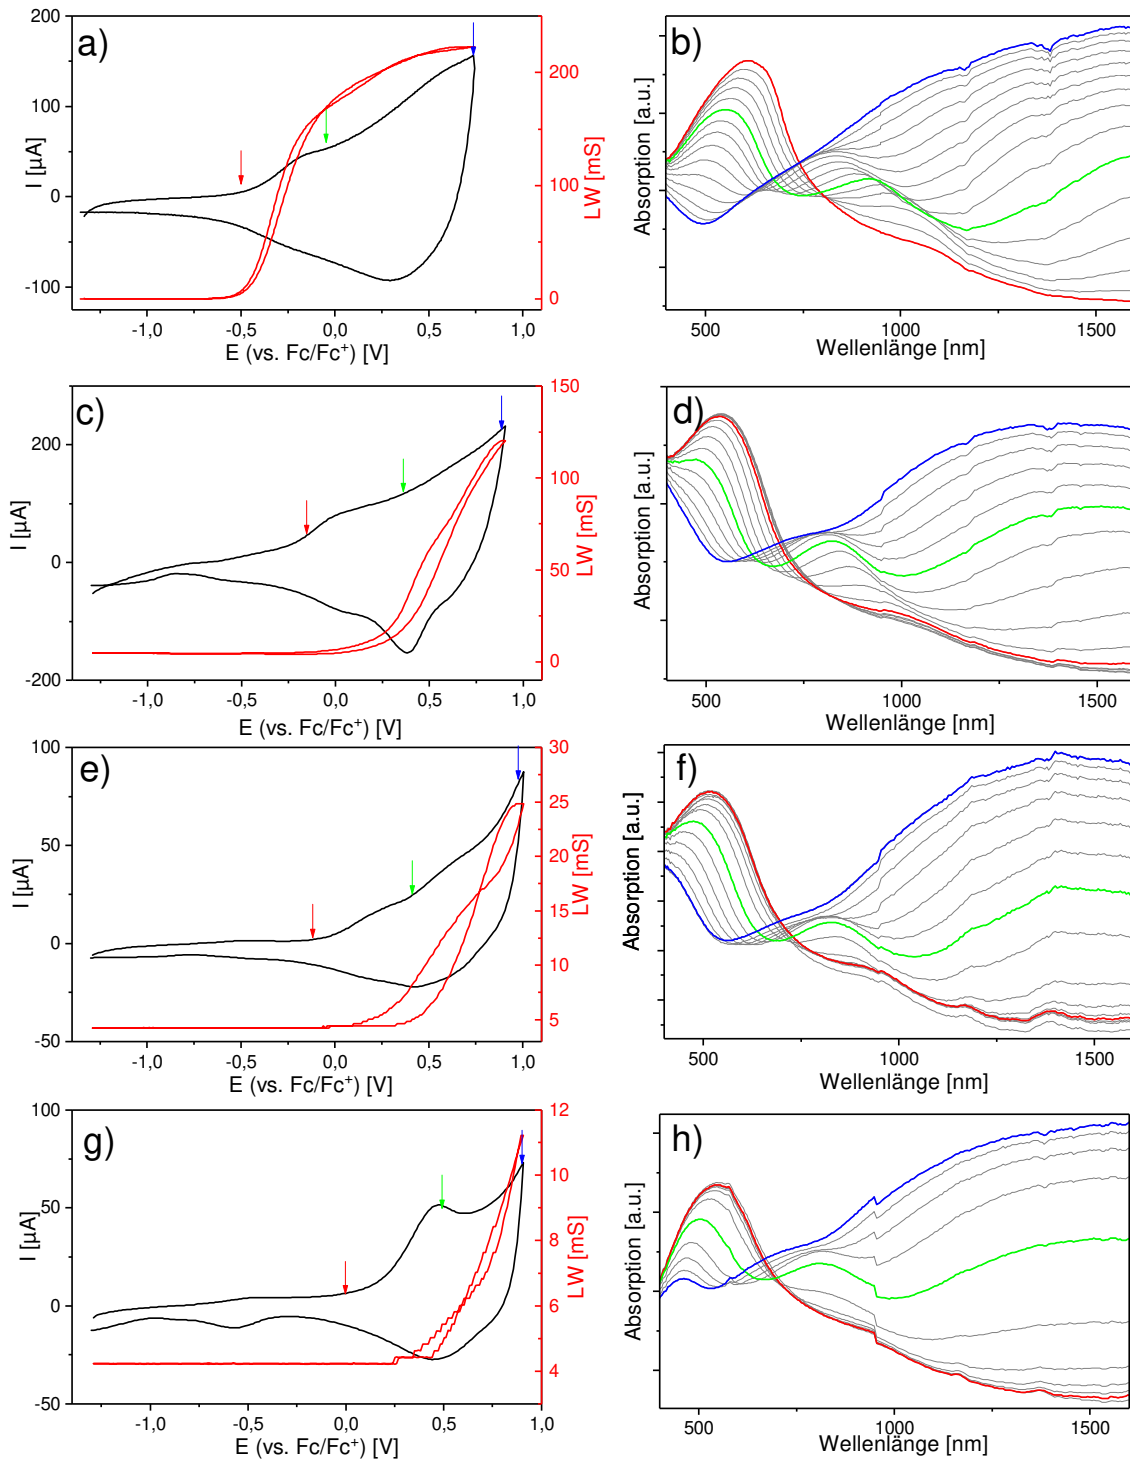 a)
200
100
0
-100
I [µA]
200
100
0
LW [mS]
-1,0 -0,5 0,0 0,5 1,0
E (vs. Fc/Fc⁺) [V]
b)
Absorption [a.u.]
500 1000 1500
Wellenlänge [nm]
c)
200
0
-200
I [µA]
150
100
50
0
LW [mS]
-1,0 -0,5 0,0 0,5 1,0
E (vs. Fc/Fc⁺) [V]
d)
Absorption [a.u.]
500 1000 1500
Wellenlänge [nm]
e)
100
50
0
-50
I [µA]
30
25
20
15
10
5
LW [mS]
-1,0 -0,5 0,0 0,5 1,0
E (vs. Fc/Fc⁺) [V]
f)
Absorption [a.u.]
500 1000 1500
Wellenlänge [nm]
g)
100
50
0
-50
I [µA]
12
10
8
6
4
LW [mS]
-1,0 -0,5 0,0 0,5 1,0
E (vs. Fc/Fc⁺) [V]
h)
Absorption [a.u.]
500 1000 1500
Wellenlänge [nm]